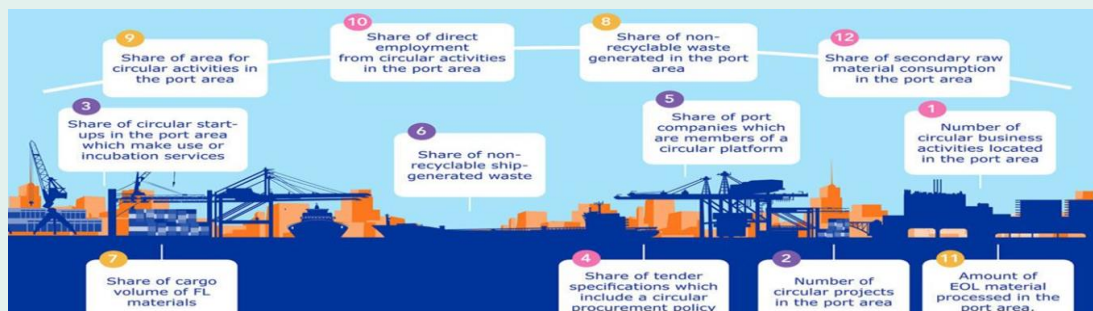 9
Share of area for
circular activities in
the port area
10
Share of direct
employment
from circular activities
in the port area
8
Share of non-
recyclable waste
generated in the port
area
12
Share of secondary raw
material consumption
in the port area
3
Share of circular start-
ups in the port area
which make use or
incubation services
6
Share of non-
recyclable ship-
generated waste
5
Share of port
companies which
are members of a
circular platform
1
Number of
circular business
activities located
in the port area
7
Share of cargo
volume of FL
materials
4
Share of tender
specifications which
include a circular
procurement policy
2
Number of
circular projects
in the port area
11
Amount of
EOL material
processed in the
port area.